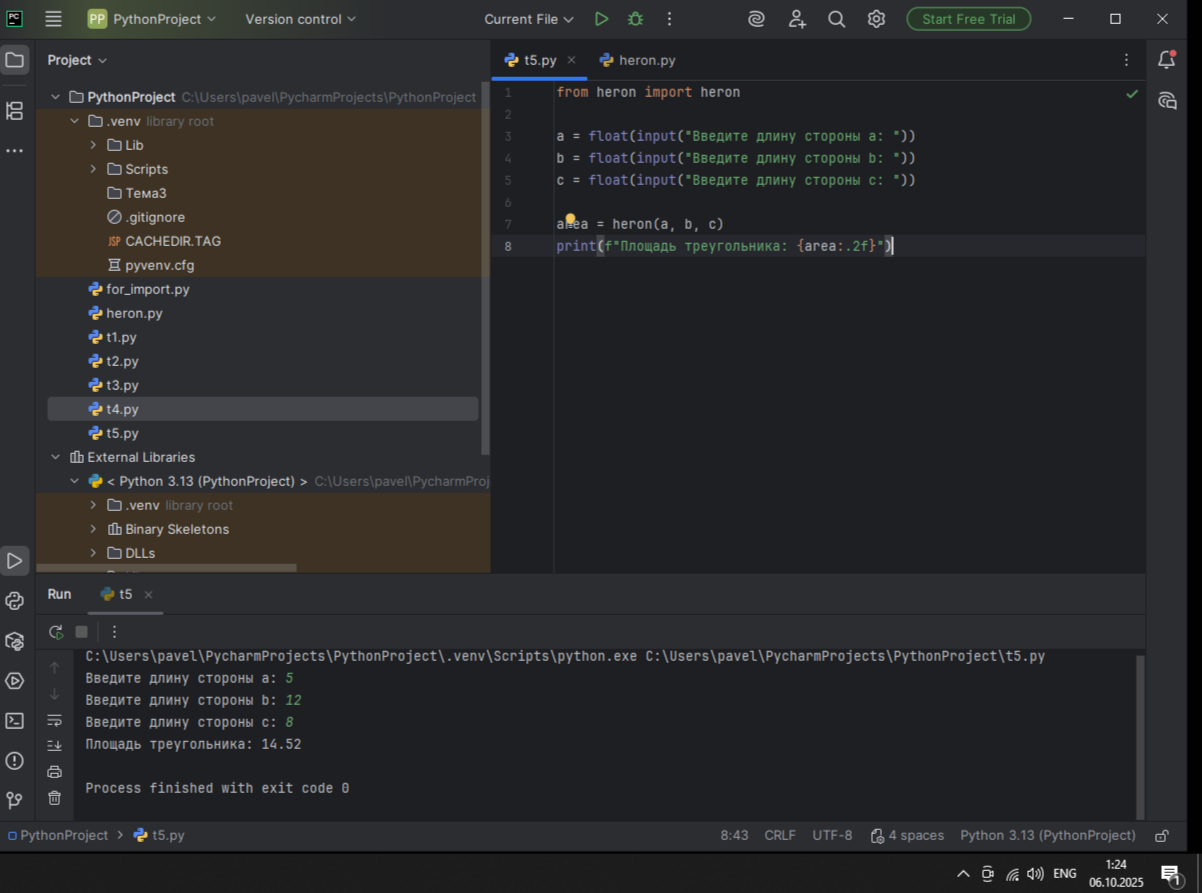 PC
PP PythonProject
Version control
Current File
Start Free Trial
Project
t5.py
heron.py
PythonProject C:\Users\pavel\PycharmProjects\PythonProject
.venv library root
Lib
Scripts
Тема3
.gitignore
JSP CACHEDIR.TAG
pyvenv.cfg
for_import.py
heron.py
t1.py
t2.py
t3.py
t4.py
t5.py
External Libraries
< Python 3.13 (PythonProject) > C:\Users\pavel\PycharmProj
.venv library root
Binary Skeletons
DLLs
1 from heron import heron
2
3 a = float(input("Введите длину стороны a: "))
4 b = float(input("Введите длину стороны b: "))
5 c = float(input("Введите длину стороны c: "))
6
7 area = heron(a, b, c)
8 print(f"Площадь треугольника: {area:.2f}")
Run
t5
C:\Users\pavel\PycharmProjects\PythonProject\.venv\Scripts\python.exe C:\Users\pavel\PycharmProjects\PythonProject\t5.py
Введите длину стороны a: 5
Введите длину стороны b: 12
Введите длину стороны c: 8
Площадь треугольника: 14.52
Process finished with exit code 0
PythonProject > t5.py
8:43 CRLF UTF-8 4 spaces Python 3.13 (PythonProject)
ENG
1:24
06.10.2025
1